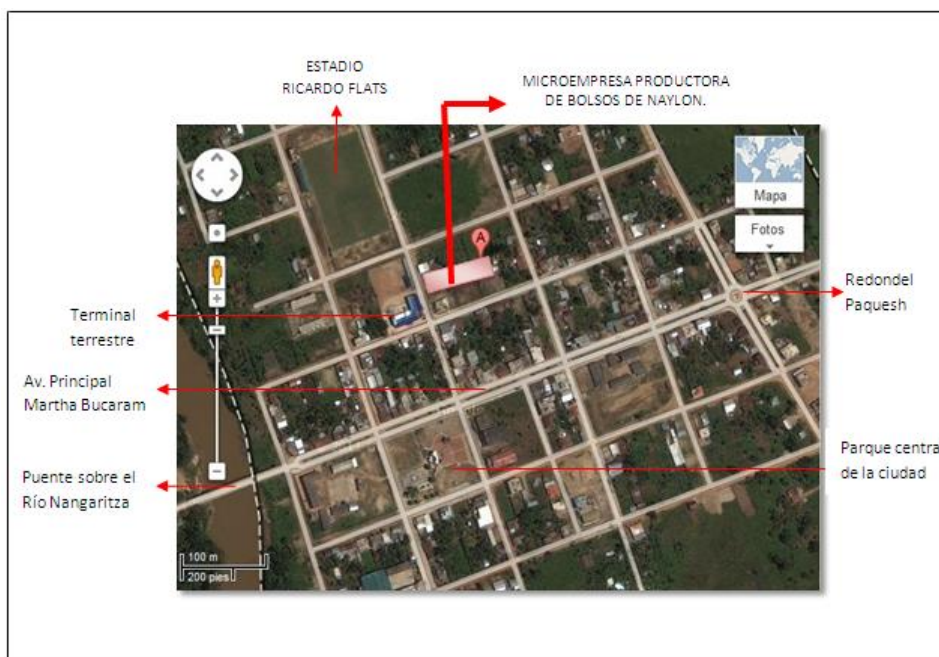 ESTADIO
RICARDO FLATS
MICROEMPRESA PRODUCTORA
DE BOLSOS DE NAYLON.
Mapa
Fotos
A
Redondel
Paquesh
Terminal
terrestre
Av. Principal
Martha Bucaram
Parque centra
de la ciudad
Puente sobre el
Río Nangaritza
100 m
200 pies